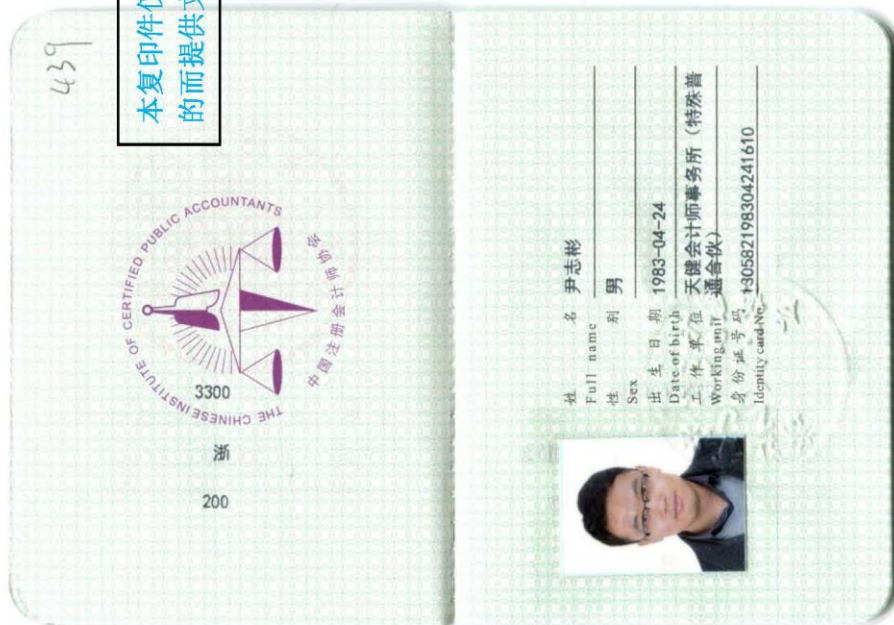 439
本复印件仅
的而提供文
THE CHINESE INSTITUTE OF CERTIFIED PUBLIC ACCOUNTANTS
中国注册会计师协会
3300
浙
200
姓 名 尹志彬
Full name
性 别 男
Sex
出生日期 1983-04-24
Date of birth
工作单位 天健会计师事务所（特殊普
Working unit 通合伙）
身份证号码 130582198304241610
Identity card No.